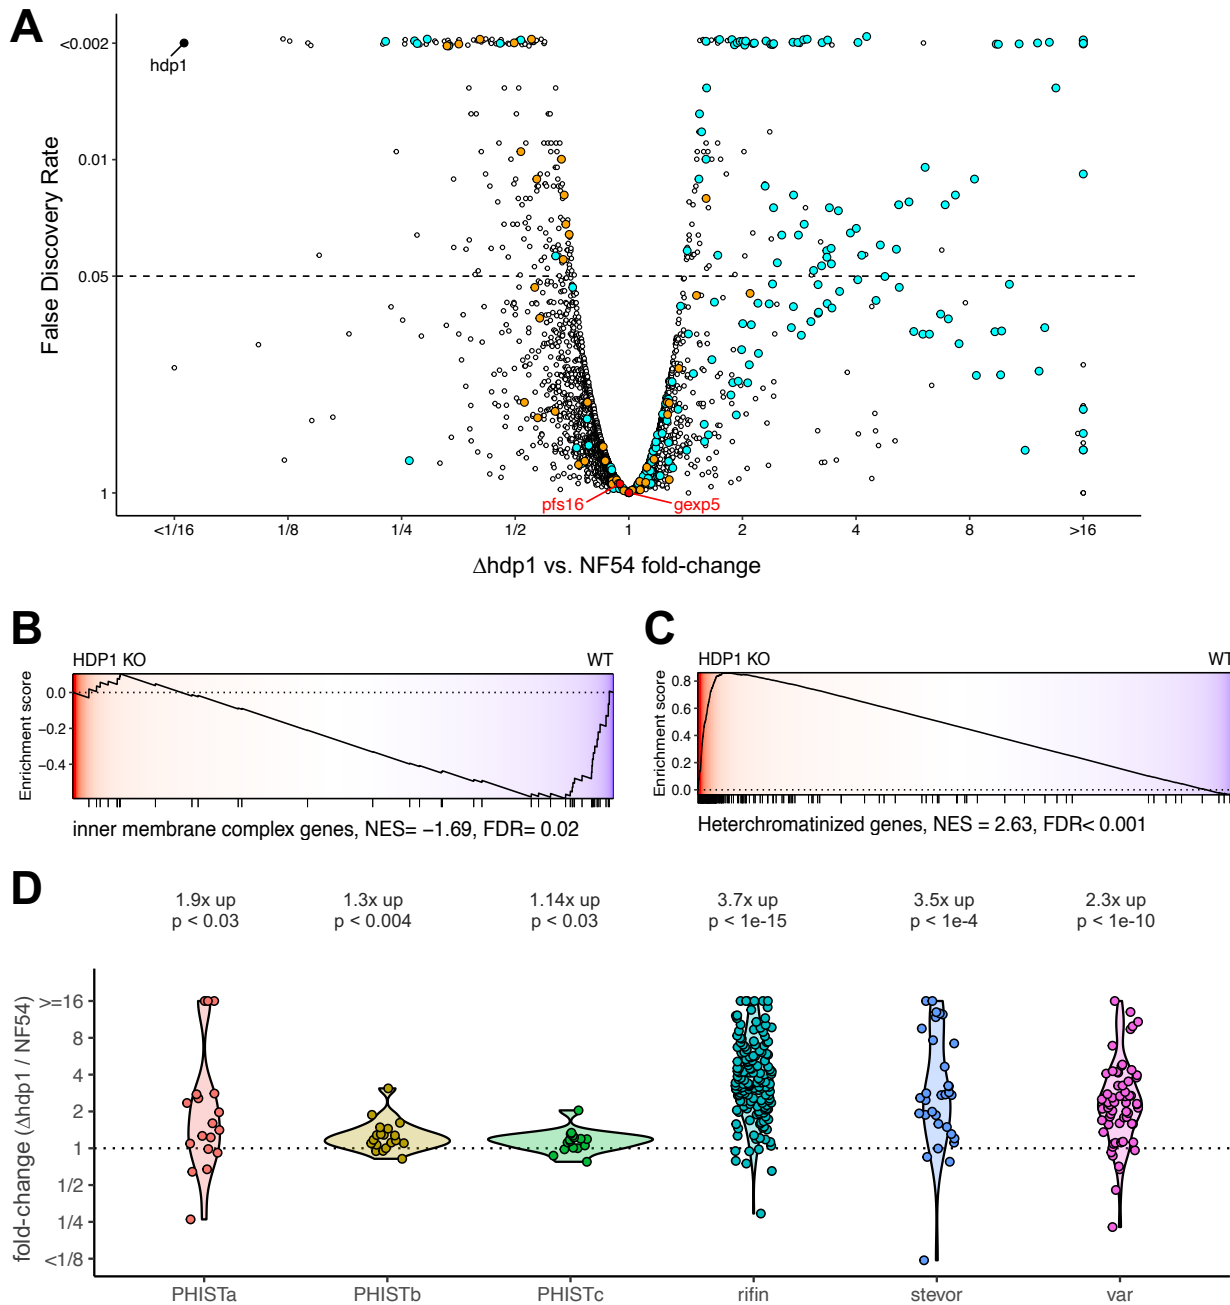 A
<0.002
hdp1
0.01
0.05
1
False Discovery Rate
pfs16
gexp5
<1/16
1/8
1/4
1/2
1
2
4
8
>16
Δhdp1 vs. NF54 fold-change
B
HDP1 KO
WT
Enrichment score
0.0
−0.2
−0.4
inner membrane complex genes, NES= −1.69, FDR= 0.02
C
HDP1 KO
WT
Enrichment score
0.8
0.6
0.4
0.2
0.0
Heterchromatinized genes, NES = 2.63, FDR< 0.001
D
1.9x up
p < 0.03
1.3x up
p < 0.004
1.14x up
p < 0.03
3.7x up
p < 1e-15
3.5x up
p < 1e-4
2.3x up
p < 1e-10
fold-change (Δhdp1 / NF54)
>=16
8
4
2
1
1/2
1/4
<1/8
PHISTa
PHISTb
PHISTc
rifin
stevor
var